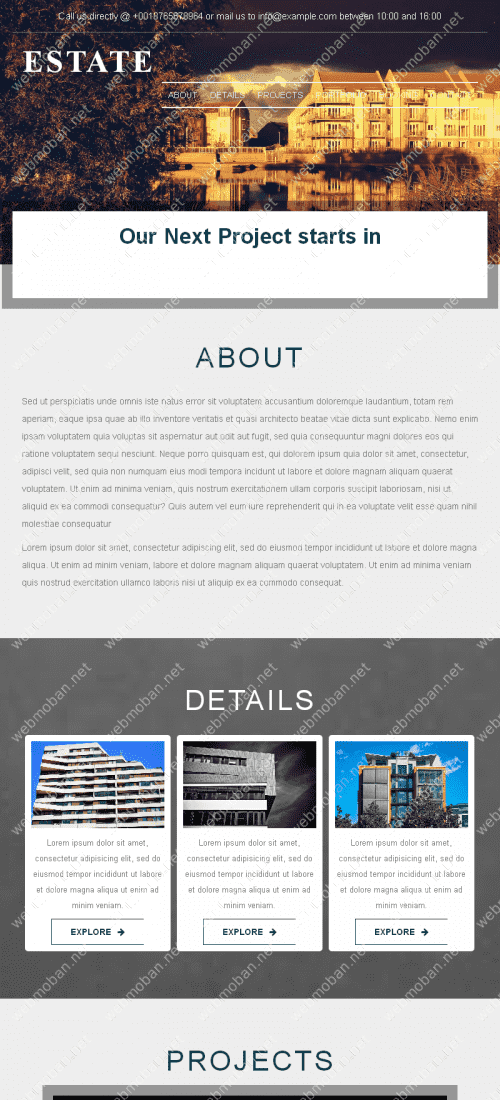 Call us directly @ +0019765678964 or mail us to info@example.com between 10:00 and 16:00
ESTATE
ABOUT DETAILS PROJECTS
Our Next Project starts in
ABOUT
Sed ut perspiciatis unde omnis iste natus error sit voluptatem accusantium doloremque laudantium, totam rem
aperiam, eaque ipsa quae ab illo inventore veritatis et quasi architecto beatae vitae dicta sunt explicabo. Nemo enim
ipsam voluptatem quia voluptas sit aspernatur aut odit aut fugit, sed quia consequuntur magni dolores eos qui
ratione voluptatem sequi nesciunt. Neque porro quisquam est, qui dolorem ipsum quia dolor sit amet, consectetur,
adipisci velit, sed quia non numquam eius modi tempora incidunt ut labore et dolore magnam aliquam quaerat
voluptatem. Ut enim ad minima veniam, quis nostrum exercitationem ullam corporis suscipit laboriosam, nisi ut
aliquid ex ea commodi consequatur? Quis autem vel eum iure reprehenderit qui in ea voluptate velit esse quam nihil
molestiae consequatur
Lorem ipsum dolor sit amet, consectetur adipiscing elit, sed do eiusmod tempor incididunt ut labore et dolore magna
aliqua. Ut enim ad minim veniam, labore et dolore magnam aliquam quaerat voluptatem. Ut enim ad minima veniam
quis nostrud exercitation ullamco laboris nisi ut aliquip ex ea commodo consequat.
DETAILS
Lorem ipsum dolor sit amet,
consectetur adipisicing elit, sed do
eiusmod tempor incididunt ut labore
et dolore magna aliqua ut enim ad
minim veniam.
EXPLORE
Lorem ipsum dolor sit amet,
consectetur adipisicing elit, sed do
eiusmod tempor incididunt ut labore
et dolore magna aliqua ut enim ad
minim veniam.
EXPLORE
Lorem ipsum dolor sit amet,
consectetur adipisicing elit, sed do
eiusmod tempor incididunt ut labore
et dolore magna aliqua ut enim ad
minim veniam.
EXPLORE
PROJECTS
webmoban.net